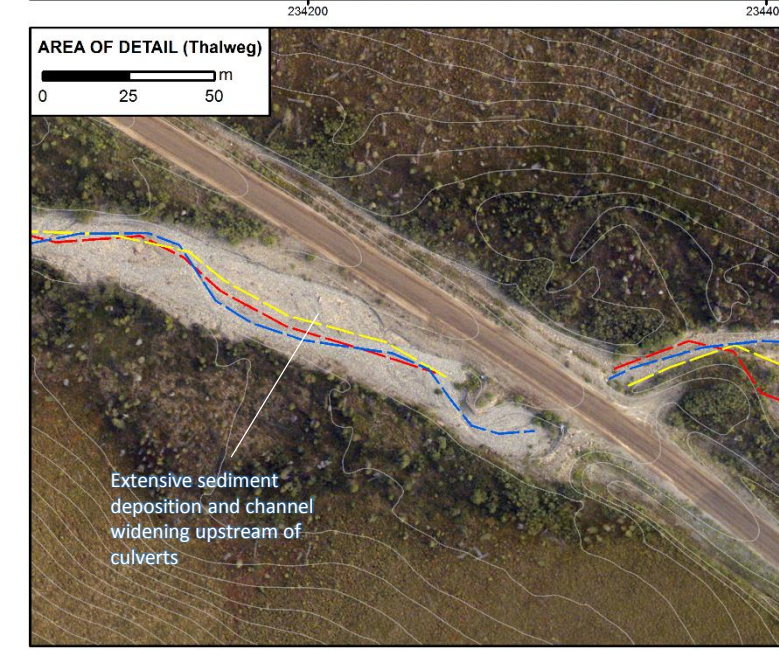 234200
23440
AREA OF DETAIL (Thalweg)
m
0 25 50
Extensive sediment
deposition and channel
widening upstream of
culverts